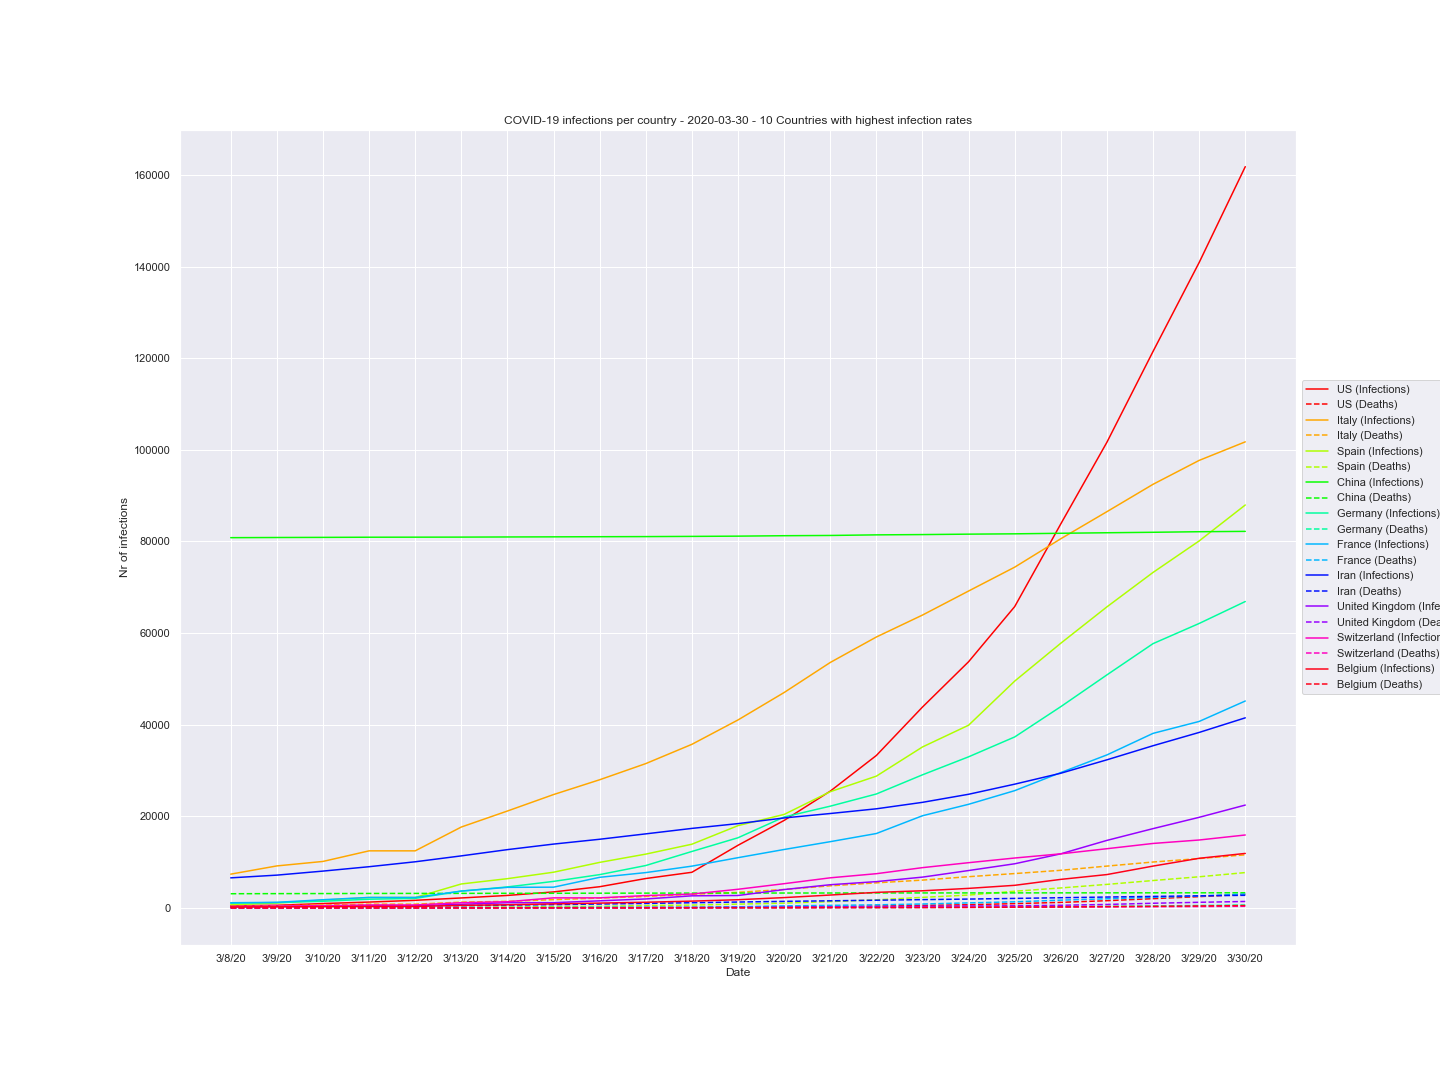 COVID-19 infections per country - 2020-03-30 - 10 Countries with highest infection rates
160000
140000
120000
100000
80000
60000
40000
20000
0
Nr of infections
3/8/20 3/9/20 3/10/20 3/11/20 3/12/20 3/13/20 3/14/20 3/15/20 3/16/20 3/17/20 3/18/20 3/19/20 3/20/20 3/21/20 3/22/20 3/23/20 3/24/20 3/25/20 3/26/20 3/27/20 3/28/20 3/29/20 3/30/20
Date
US (Infections)
US (Deaths)
Italy (Infections)
Italy (Deaths)
Spain (Infections)
Spain (Deaths)
China (Infections)
China (Deaths)
Germany (Infections)
Germany (Deaths)
France (Infections)
France (Deaths)
Iran (Infections)
Iran (Deaths)
United Kingdom (Infe
United Kingdom (Dea
Switzerland (Infection
Switzerland (Deaths)
Belgium (Infections)
Belgium (Deaths)